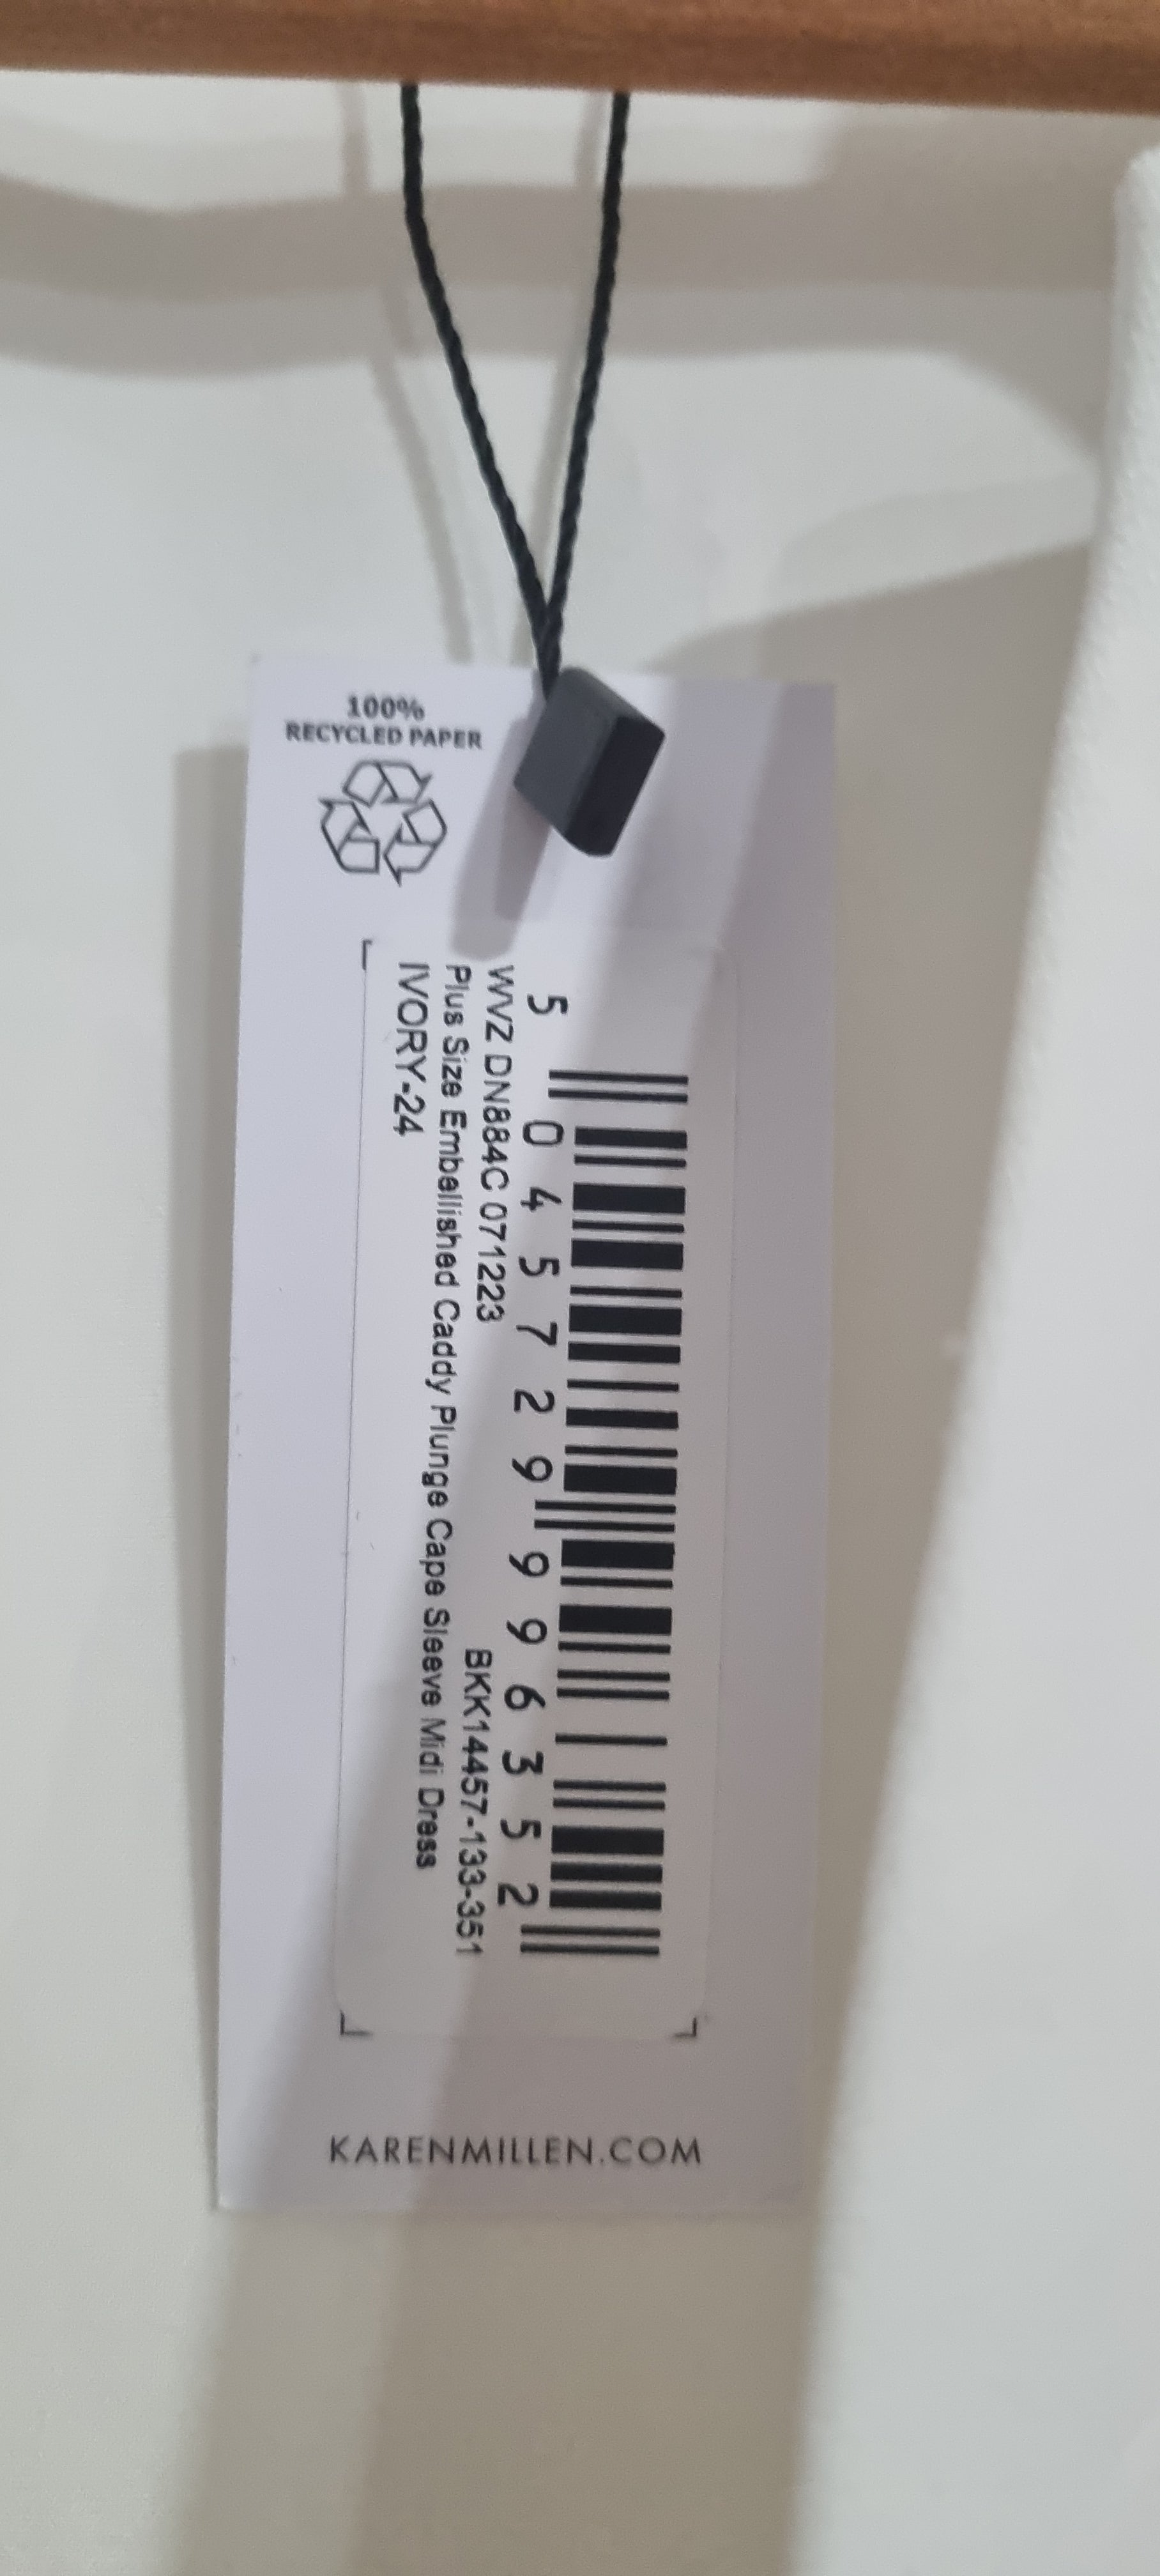 100%
RECYCLED PAPER
5 045729 996352
WVZ DN884C 071223 BKK14457-133-351
Plus Size Embellished Caddy Plunge Cape Sleeve Midi Dress
IVORY-24
KARENMILLEN.COM